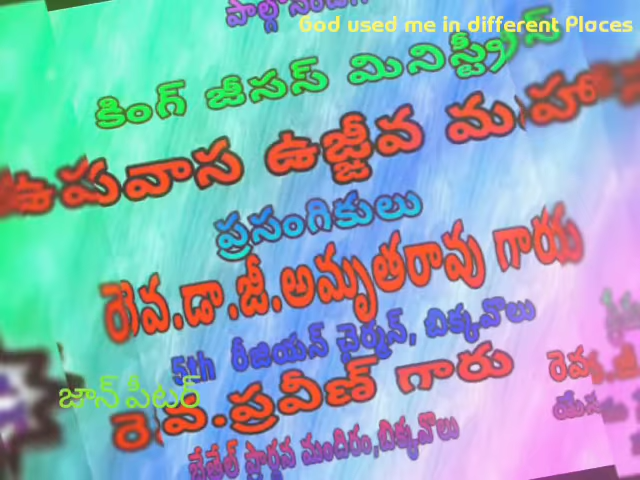 God used me in different Places
కింగ్ జీసస్ మినిస్ట్రీస్
ఉపవాస ఉజ్జీవ
ప్రసంగికులు
రెవ.డా.జీ.అమృతరావు గారు
5th రీజియన్ చైర్మన్, బిక్కవోలు
రెవ.ప్రవీణ్ గారు
జాన్ పీటర్
బేతేల్ ప్రార్థన మందిరం,బిక్కవోలు